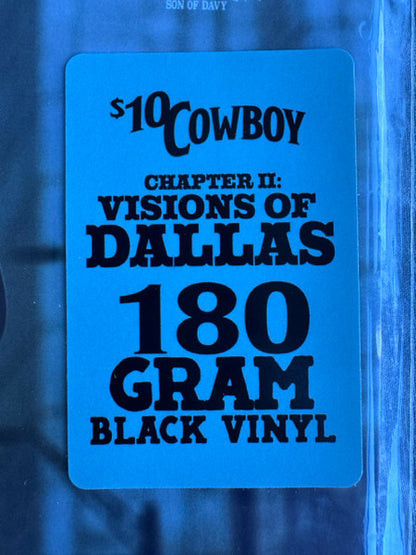 SON OF DAVY
$10 COWBOY
CHAPTER II:
VISIONS OF
DALLAS
180
GRAM
BLACK VINYL